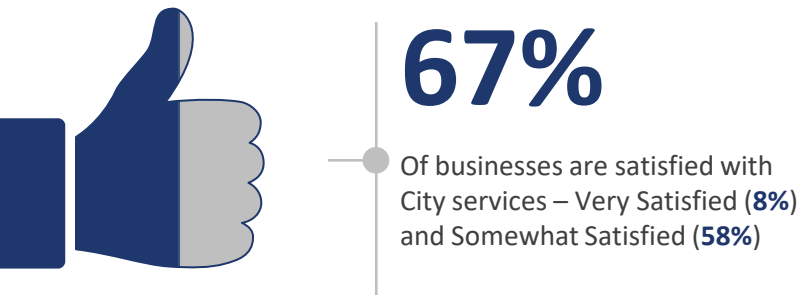 67%
Of businesses are satisfied with
City services – Very Satisfied (8%)
and Somewhat Satisfied (58%)